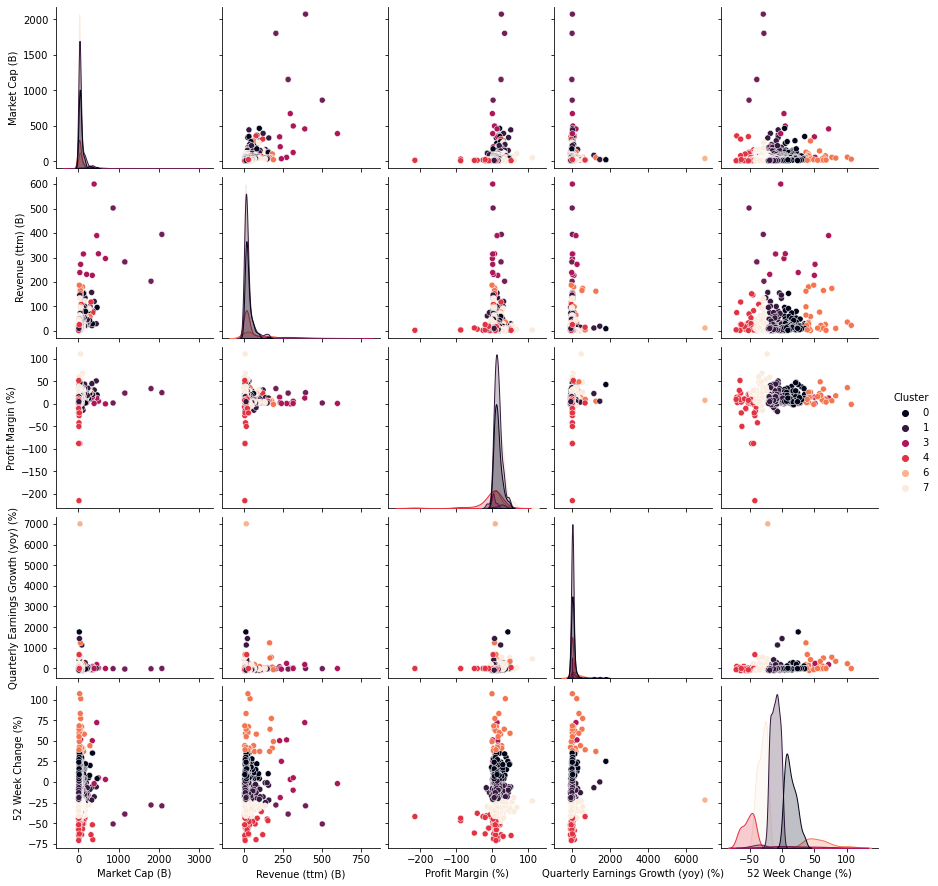 2000
1500
1000
500
0
Market Cap (B)
600
500
400
300
200
100
0
Revenue (ttm) (B)
100
50
0
−50
−100
−150
−200
Profit Margin (%)
Cluster
0
1
3
4
6
7
7000
6000
5000
4000
3000
2000
1000
0
Quarterly Earnings Growth (yoy) (%)
100
75
50
25
0
−25
−50
−75
52 Week Change (%)
0 1000 2000 3000
Market Cap (B)
0 250 500 750
Revenue (ttm) (B)
−200 −100 0 100
Profit Margin (%)
0 2000 4000 6000
Quarterly Earnings Growth (yoy) (%)
−50 0 50 100
52 Week Change (%)